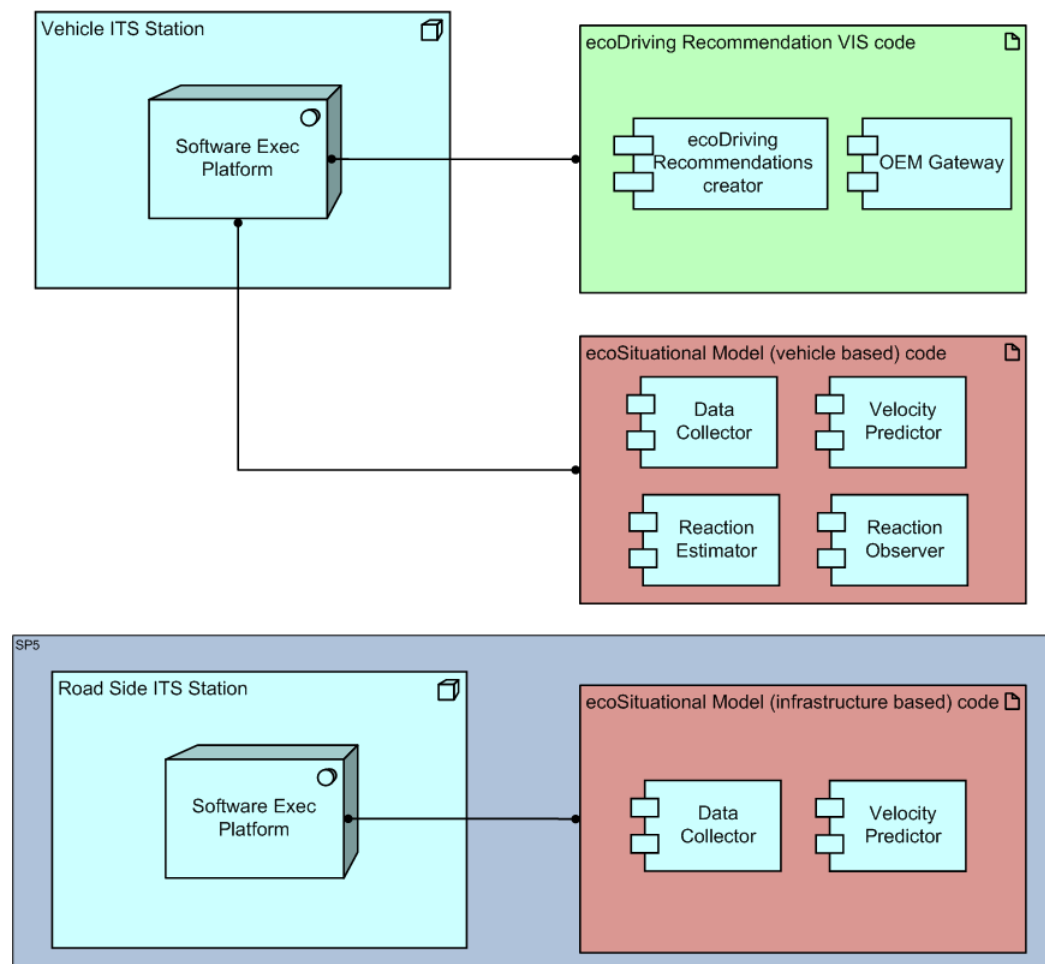 Vehicle ITS Station
Software Exec
Platform
ecoDriving Recommendation VIS code
ecoDriving
Recommendations
creator
OEM Gateway
ecoSituational Model (vehicle based) code
Data
Collector
Velocity
Predictor
Reaction
Estimator
Reaction
Observer
SP5
Road Side ITS Station
Software Exec
Platform
ecoSituational Model (infrastructure based) code
Data
Collector
Velocity
Predictor